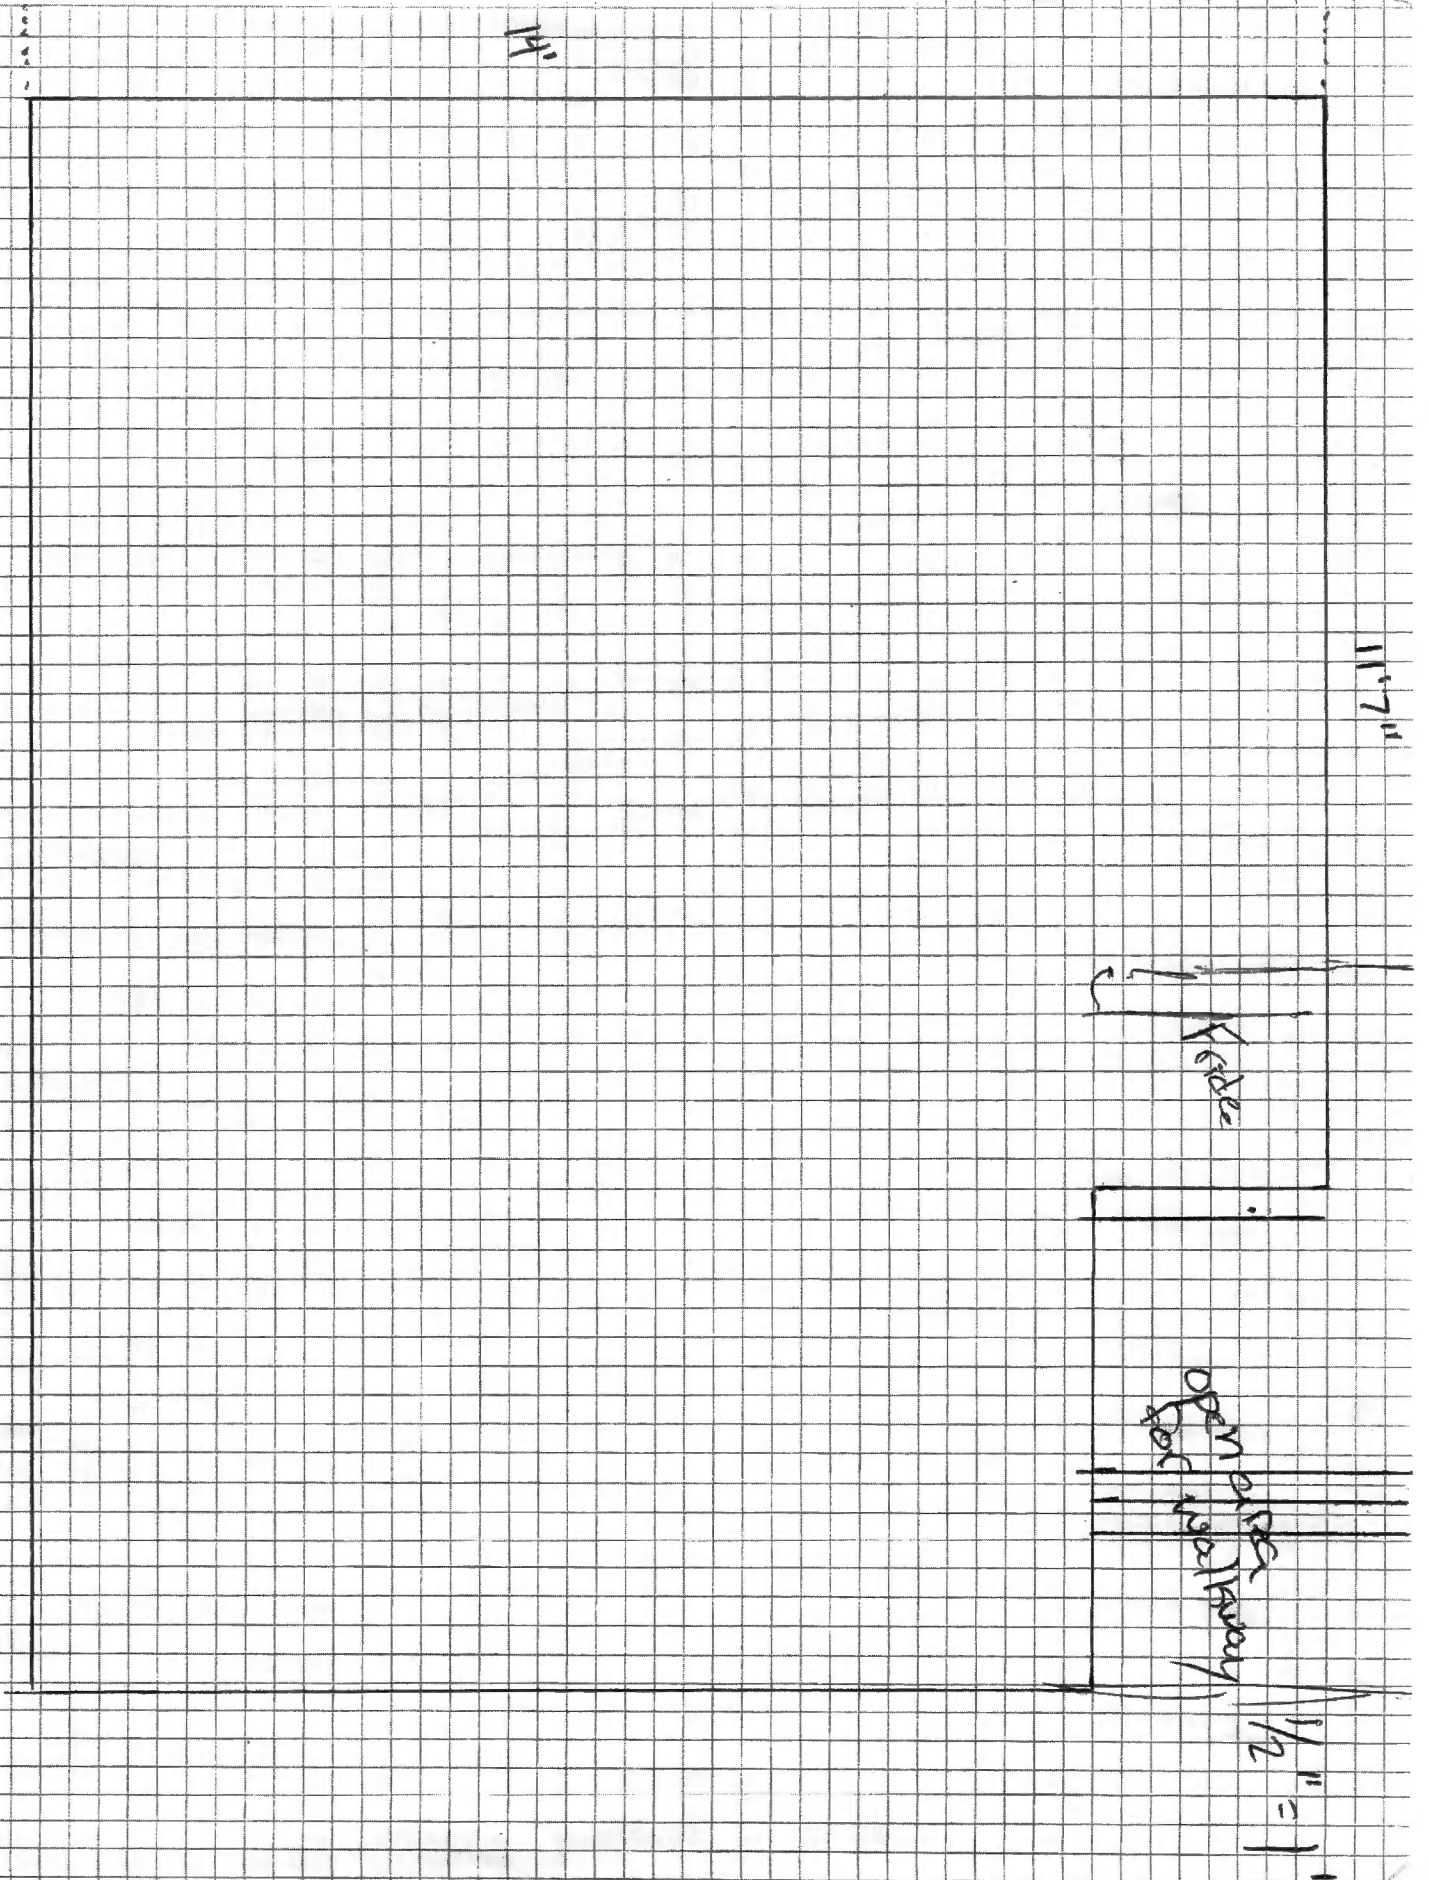 14'
11'7"
Fridge
open area
for walkway
1/2" = 1'